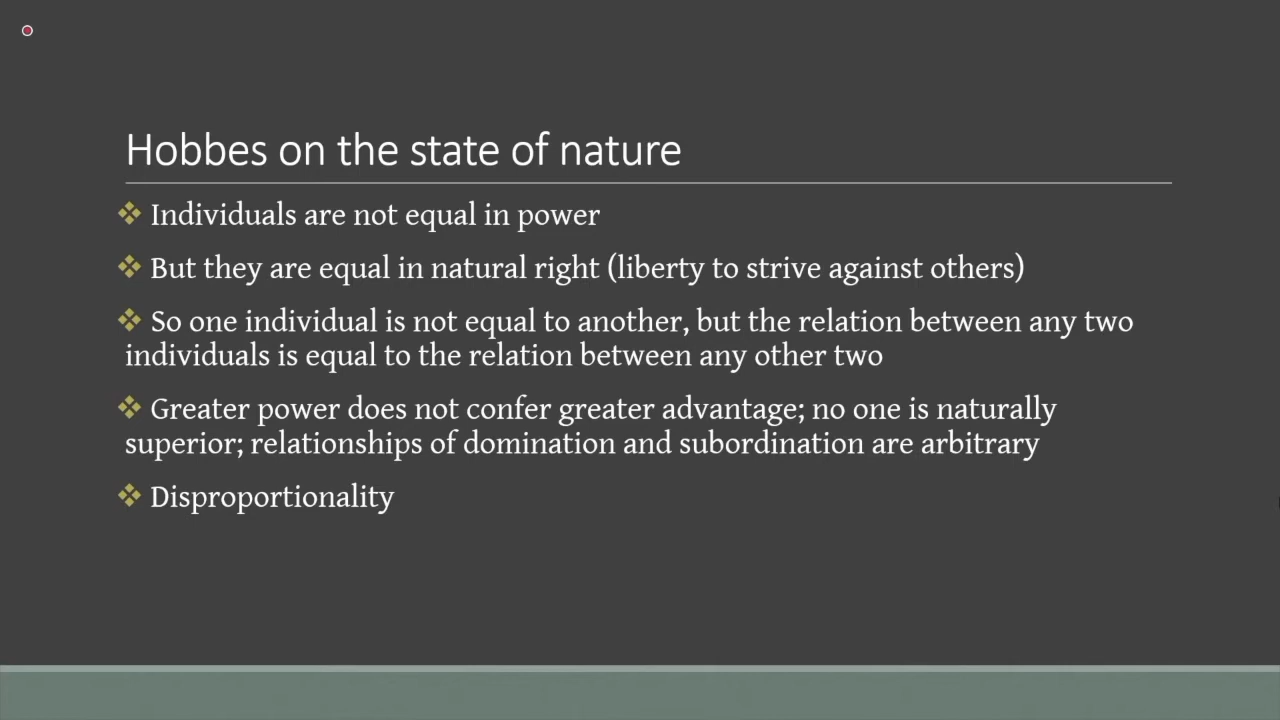 Hobbes on the state of nature
Individuals are not equal in power
But they are equal in natural right (liberty to strive against others)
So one individual is not equal to another, but the relation between any two
individuals is equal to the relation between any other two
Greater power does not confer greater advantage; no one is naturally
superior; relationships of domination and subordination are arbitrary
Disproportionality